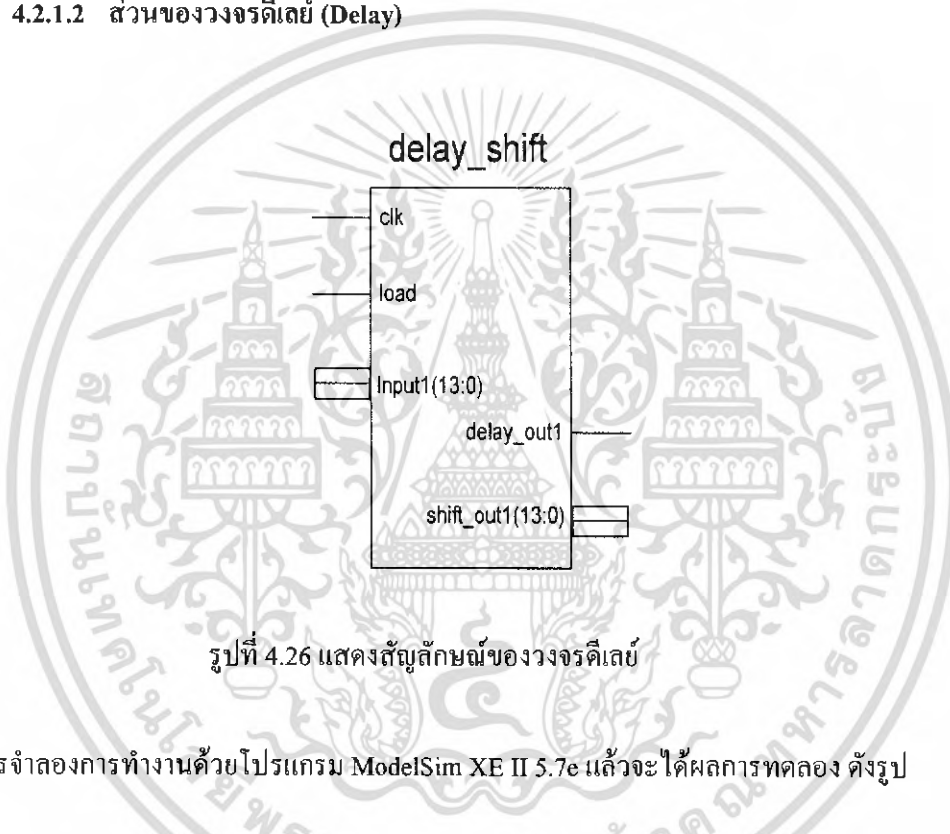 4.2.1.2 ส่วนของวงจรดีเลย์ (Delay)
delay_shift
clk
load
Input1(13:0)
delay_out1
shift_out1(13:0)
รูปที่ 4.26 แสดงสัญลักษณ์ของวงจรดีเลย์
รจำลองการทำงานด้วยโปรแกรม ModelSim XE II 5.7e แล้วจะได้ผลการทดลอง ดังรูป